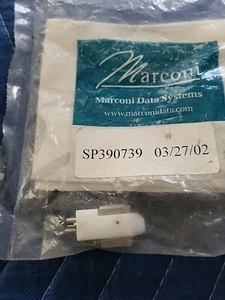 Marconi
Marconi Data Systems
www.marconidata.com
SP390739 03/27/02